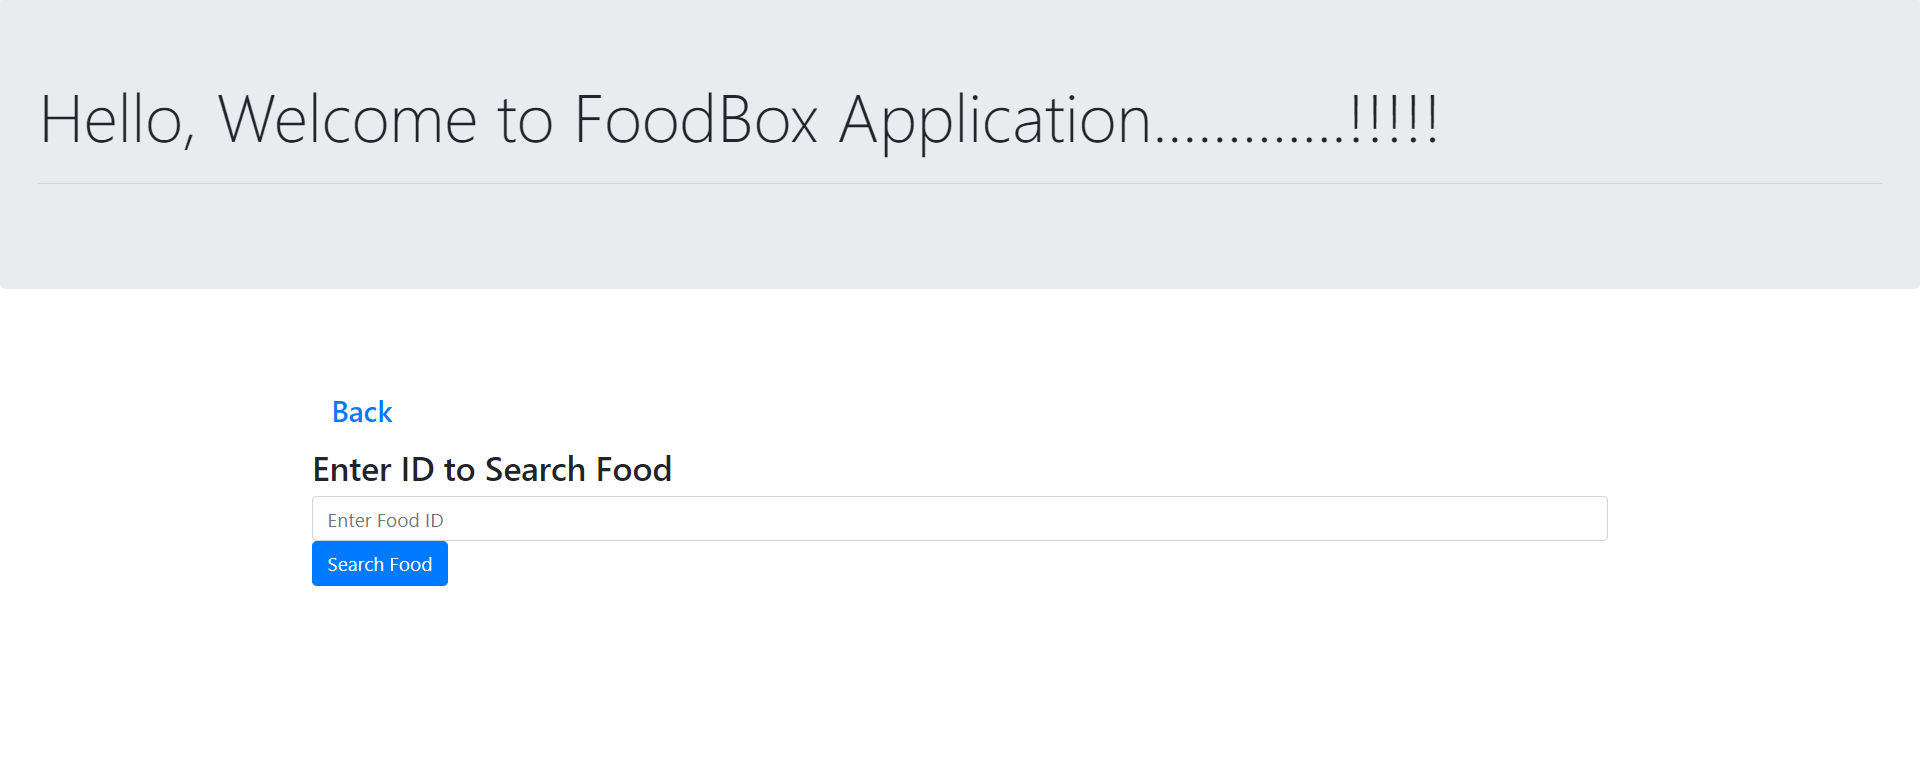 Hello, Welcome to FoodBox Application.............!!!!!
Back
Enter ID to Search Food
Enter Food ID
Search Food